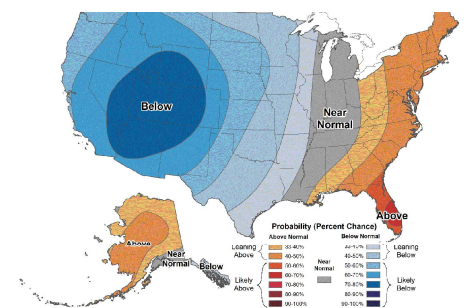 Below
Near
Normal
Above
Above
Near
Normal
Below
Probability (Percent Chance)
Above Normal
Below Normal
Leaning
Above
33-40%
40-50%
50-60%
60-70%
70-80%
80-90%
90-100%
Likely
Above
Near
Normal
33-40%
40-50%
50-60%
60-70%
70-80%
80-90%
90-100%
Leaning
Below
Likely
Below